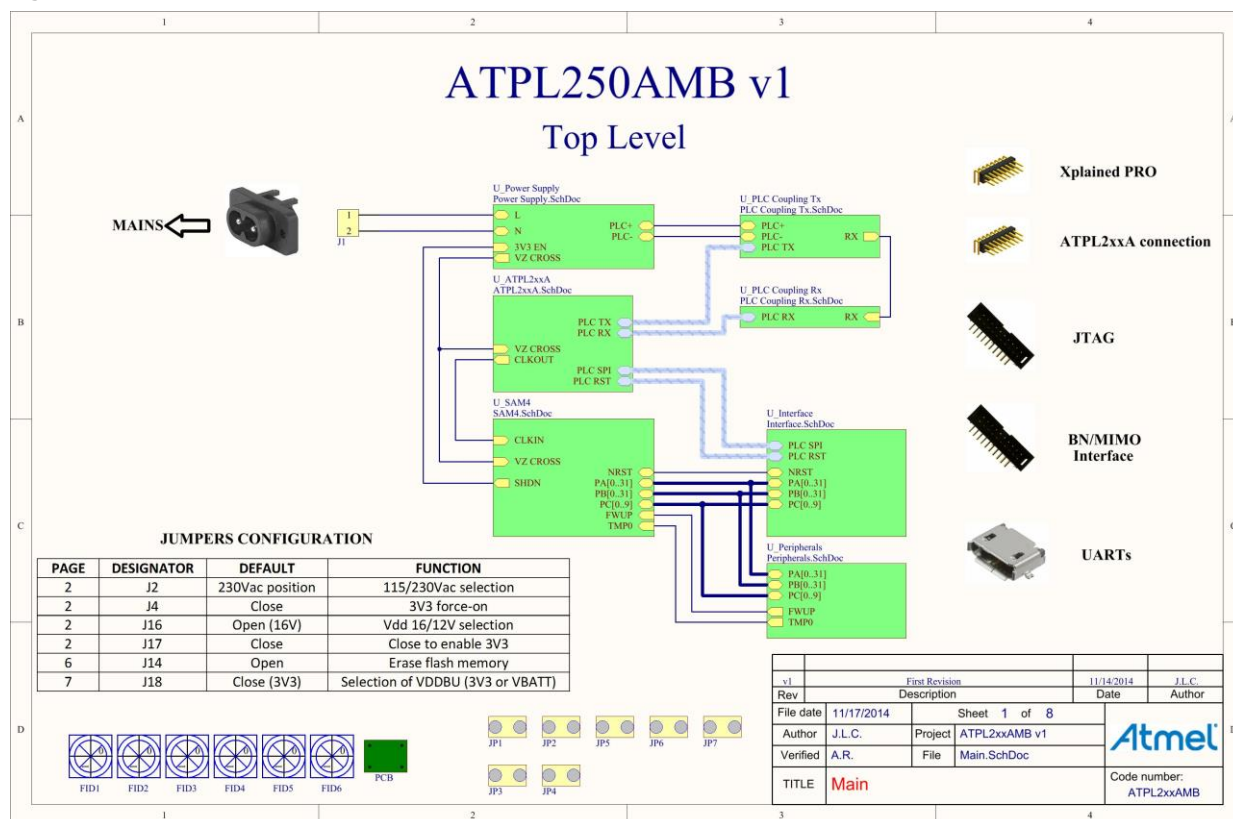 1 2 3 4
ATPL250AMB v1
Top Level
A
Xplained PRO
MAINS
1
2
J1
U_Power Supply
Power Supply.SchDoc
L
N
3V3 EN
VZ CROSS
PLC+
PLC-
U_PLC Coupling Tx
PLC Coupling Tx.SchDoc
PLC+
PLC-
PLC TX
RX
ATPL2xxA connection
U_ATPL2xxA
ATPL2xxA.SchDoc
PLC TX
PLC RX
VZ CROSS
CLKOUT
PLC SPI
PLC RST
U_PLC Coupling Rx
PLC Coupling Rx.SchDoc
PLC RX
RX
B
JTAG
U_SAM4
SAM4.SchDoc
CLKIN
VZ CROSS
SHDN
NRST
PA[0..31]
PB[0..31]
PC[0..9]
FWUP
TMP0
U_Interface
Interface.SchDoc
PLC SPI
PLC RST
NRST
PA[0..31]
PB[0..31]
PC[0..9]
BN/MIMO
Interface
C
U_Peripherals
Peripherals.SchDoc
PA[0..31]
PB[0..31]
PC[0..9]
FWUP
TMP0
UARTs
JUMPERS CONFIGURATION
PAGE DESIGNATOR DEFAULT FUNCTION
2 J2 230Vac position 115/230Vac selection
2 J4 Close 3V3 force-on
2 J16 Open (16V) Vdd 16/12V selection
2 J17 Close Close to enable 3V3
6 J14 Open Erase flash memory
7 J18 Close (3V3) Selection of VDDBU (3V3 or VBATT)
D
FID1 FID2 FID3 FID4 FID5 FID6 PCB
JP1 JP2 JP5 JP6 JP7
JP3 JP4
v1 First Revision 11/14/2014 J.L.C.
Rev Description Date Author
File date 11/17/2014 Sheet 1 of 8
Author J.L.C. Project ATPL2xxAMB v1
Verified A.R. File Main.SchDoc
TITLE Main
Atmel
Code number:
ATPL2xxAMB
1 2 3 4